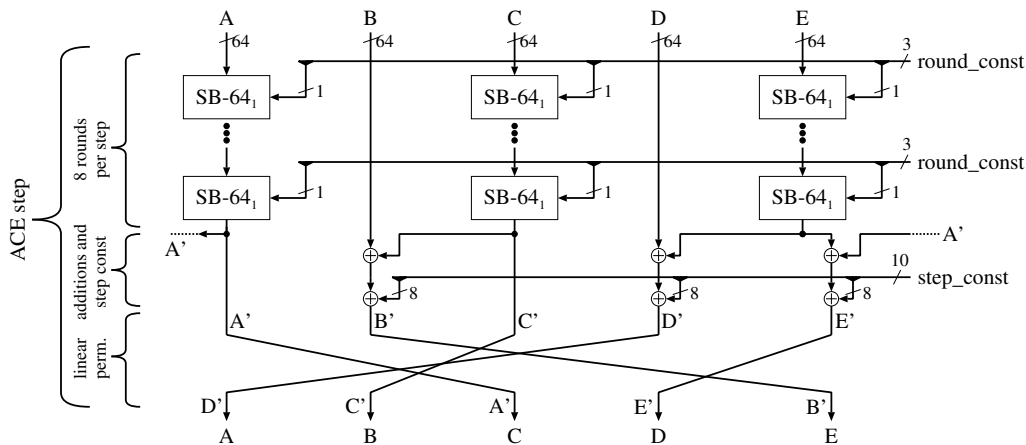 A B C D E
64 64 64 64 64
3
round_const
SB-64₁ 1 SB-64₁ 1 SB-64₁ 1
3
round_const
SB-64₁ 1 SB-64₁ 1 SB-64₁ 1
A' A'
10
step_const
8 8 8
A' B' C' D' E'
D' C' A' E' B'
A B C D E
ACE step
8 rounds
per step
additions and
step const
linear
perm.